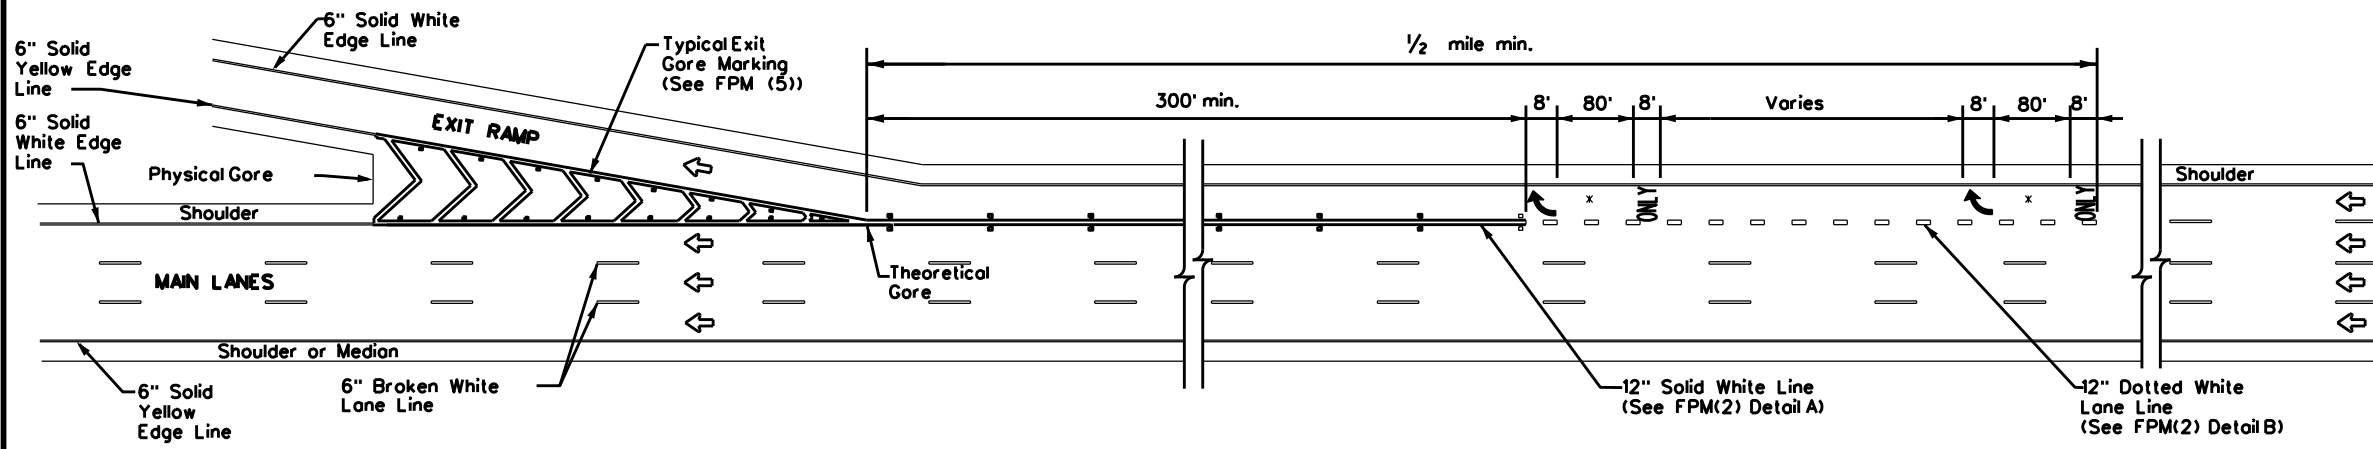 6" Solid White
Edge Line
6" Solid
Yellow Edge
Line
Typical Exit
Gore Marking
(See FPM (5))
1/2 mile min.
300' min.
8'
80'
8'
Varies
8'
80'
8'
6" Solid
White Edge
Line
EXIT RAMP
Physical Gore
Shoulder
Shoulder
*
ONLY
*
ONLY
MAIN LANES
Theoretical
Gore
Shoulder or Median
6" Solid
Yellow
Edge Line
6" Broken White
Lane Line
12" Solid White Line
(See FPM(2) Detail A)
12" Dotted White
Lane Line
(See FPM(2) Detail B)